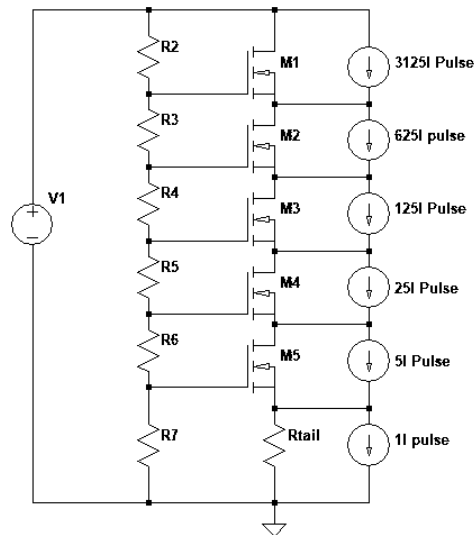 R2
M1
3125I Pulse
R3
M2
625I pulse
V1
R4
M3
125I Pulse
R5
M4
25I Pulse
R6
M5
5I Pulse
R7
Rtail
1I pulse